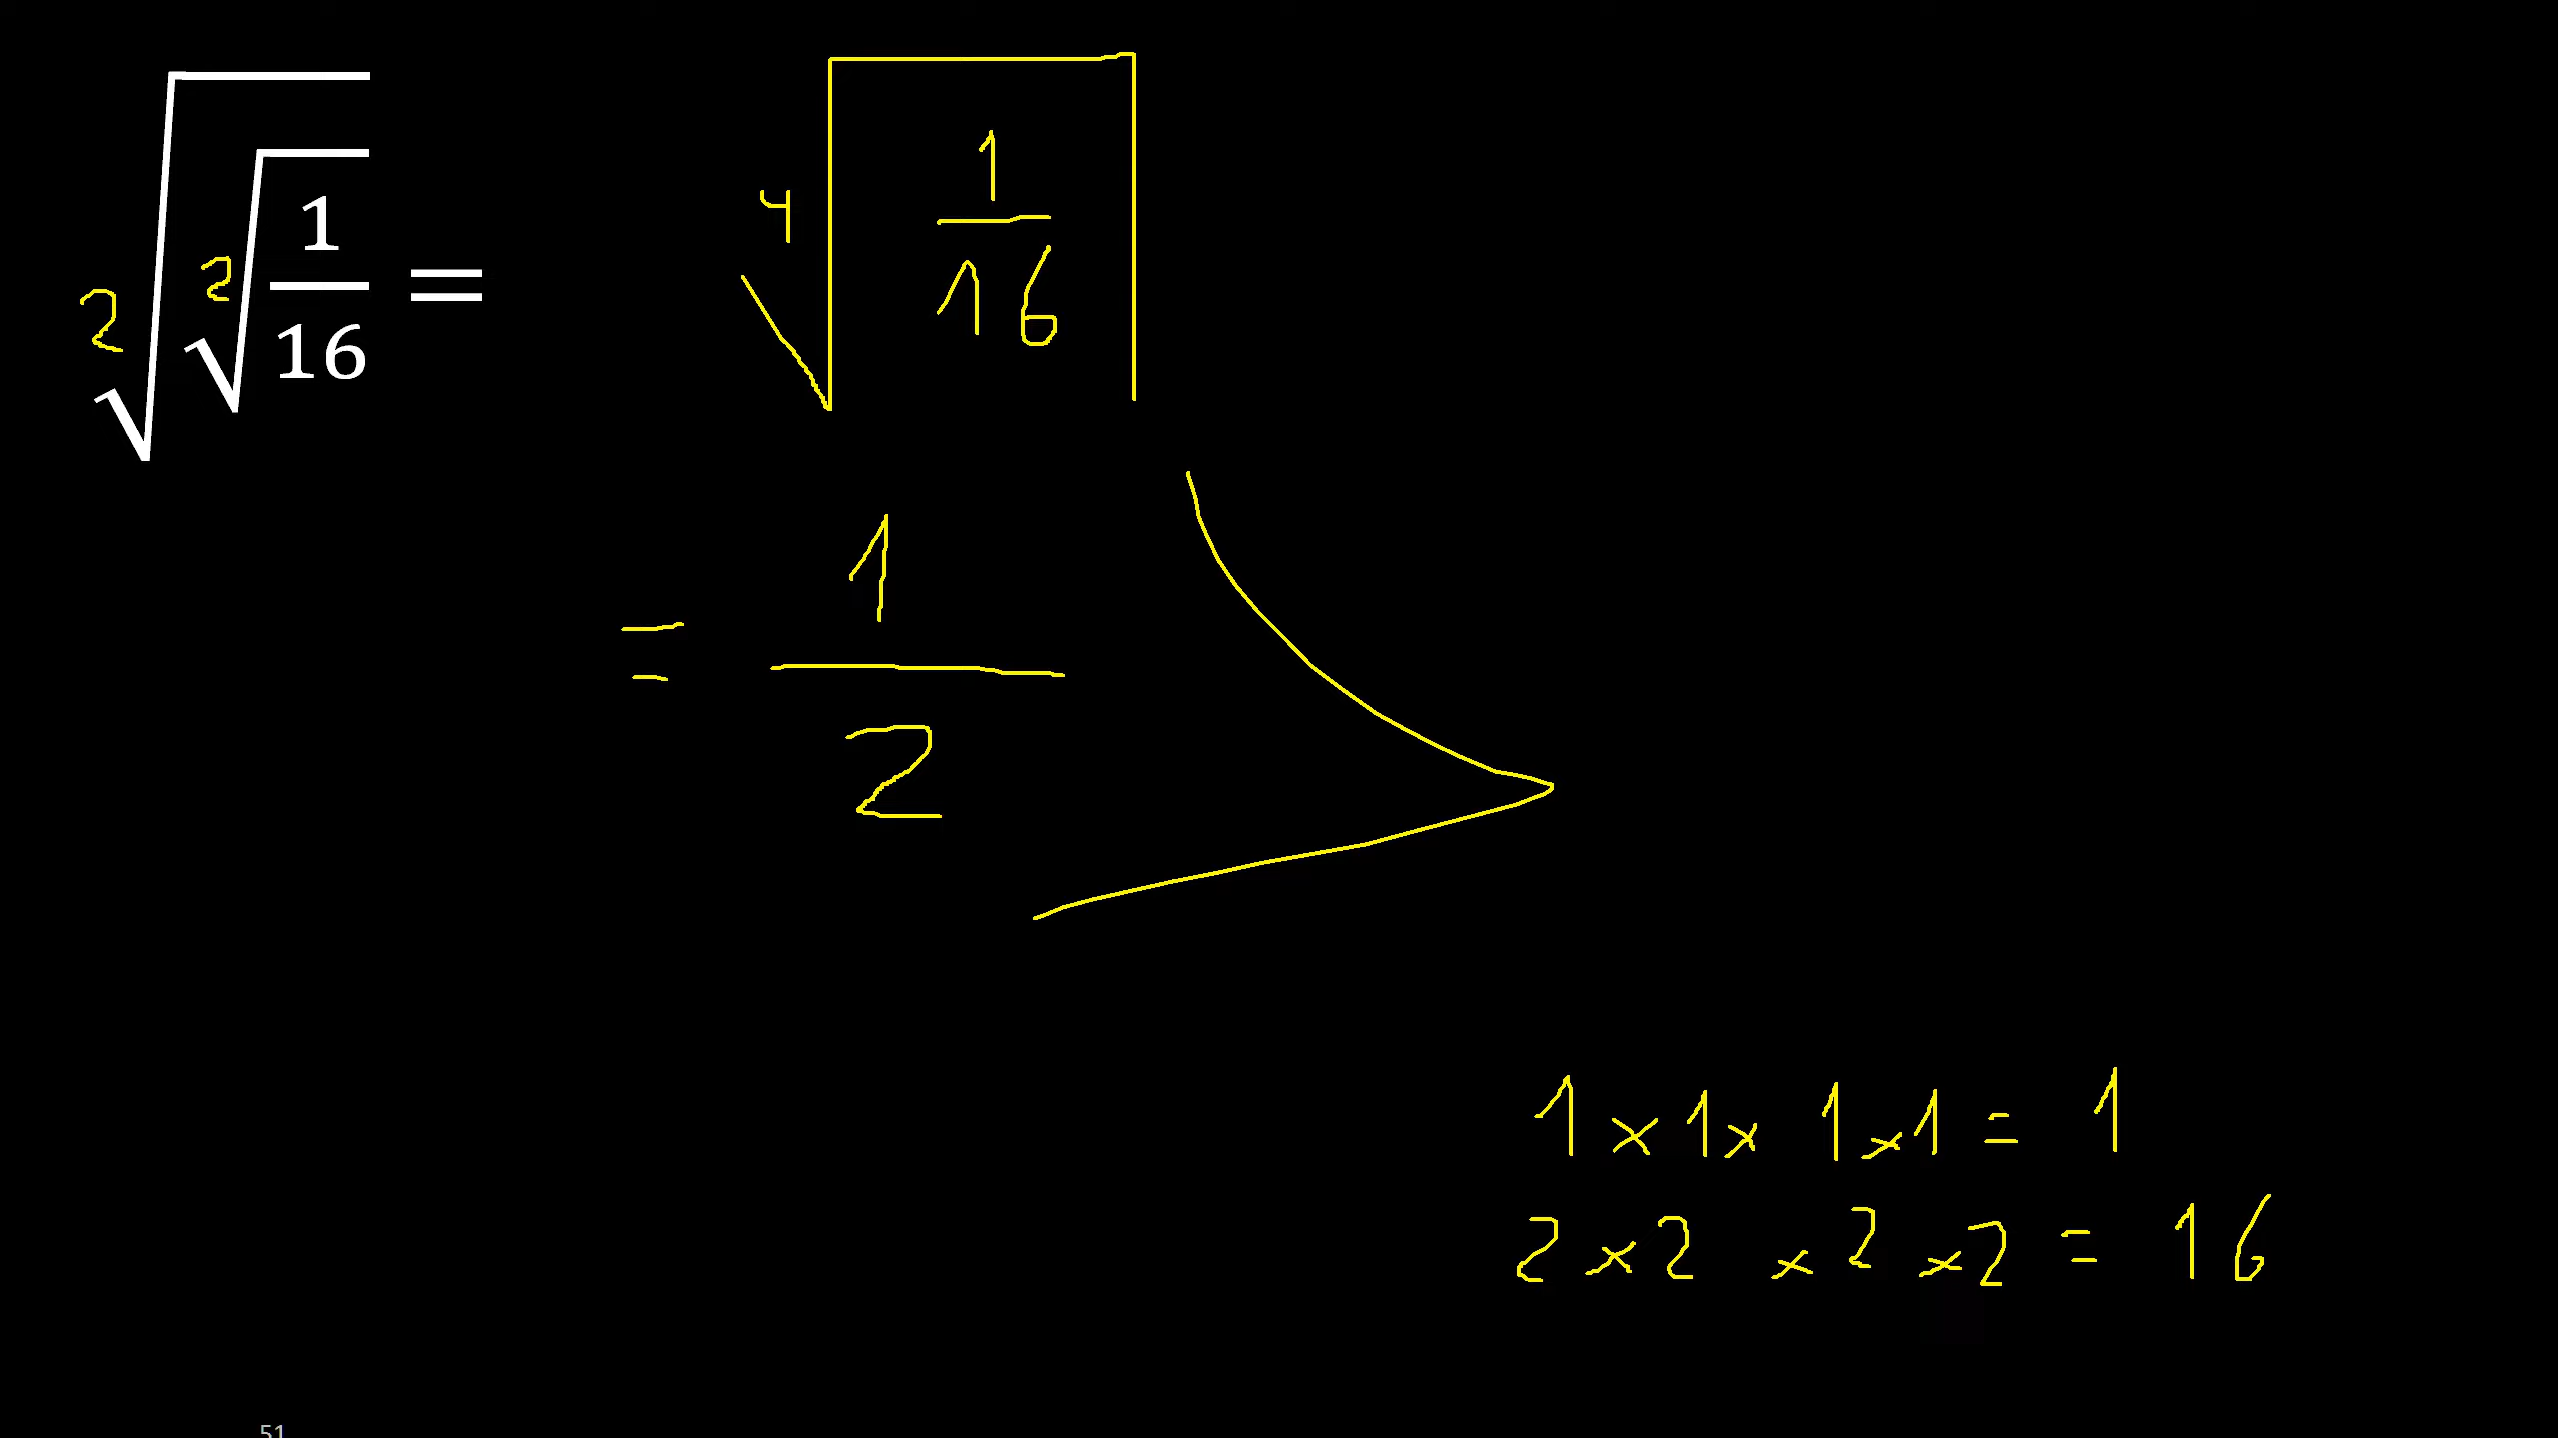 ²√²√1/16 = ⁴√1/16
= 1/2
1 x 1 x 1 x 1 = 1
2 x 2 x 2 x 2 = 16
51